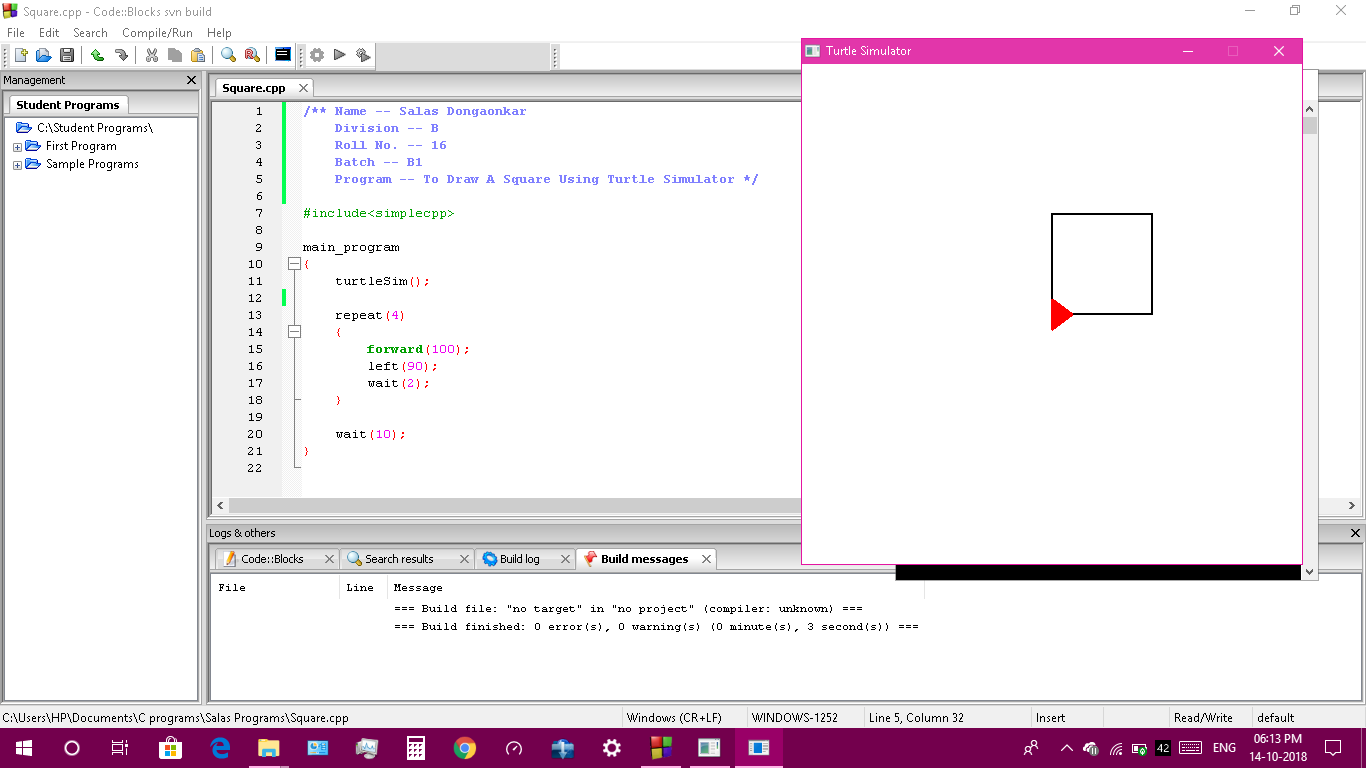 Square.cpp - Code::Blocks svn build
File Edit Search Compile/Run Help
Management
Student Programs
C:\Student Programs\
First Program
Sample Programs
Square.cpp
1 /** Name -- Salas Dongaonkar
2 Division -- B
3 Roll No. -- 16
4 Batch -- B1
5 Program -- To Draw A Square Using Turtle Simulator */
6
7 #include<simplecpp>
8
9 main_program
10 {
11 turtleSim();
12
13 repeat(4)
14 {
15 forward(100);
16 left(90);
17 wait(2);
18 }
19
20 wait(10);
21 }
22
Turtle Simulator
Logs & others
Code::Blocks Search results Build log Build messages
File Line Message
=== Build file: "no target" in "no project" (compiler: unknown) ===
=== Build finished: 0 error(s), 0 warning(s) (0 minute(s), 3 second(s)) ===
C:\Users\HP\Documents\C programs\Salas Programs\Square.cpp Windows (CR+LF) WINDOWS-1252 Line 5, Column 32 Insert Read/Write default
42 ENG 06:13 PM
14-10-2018